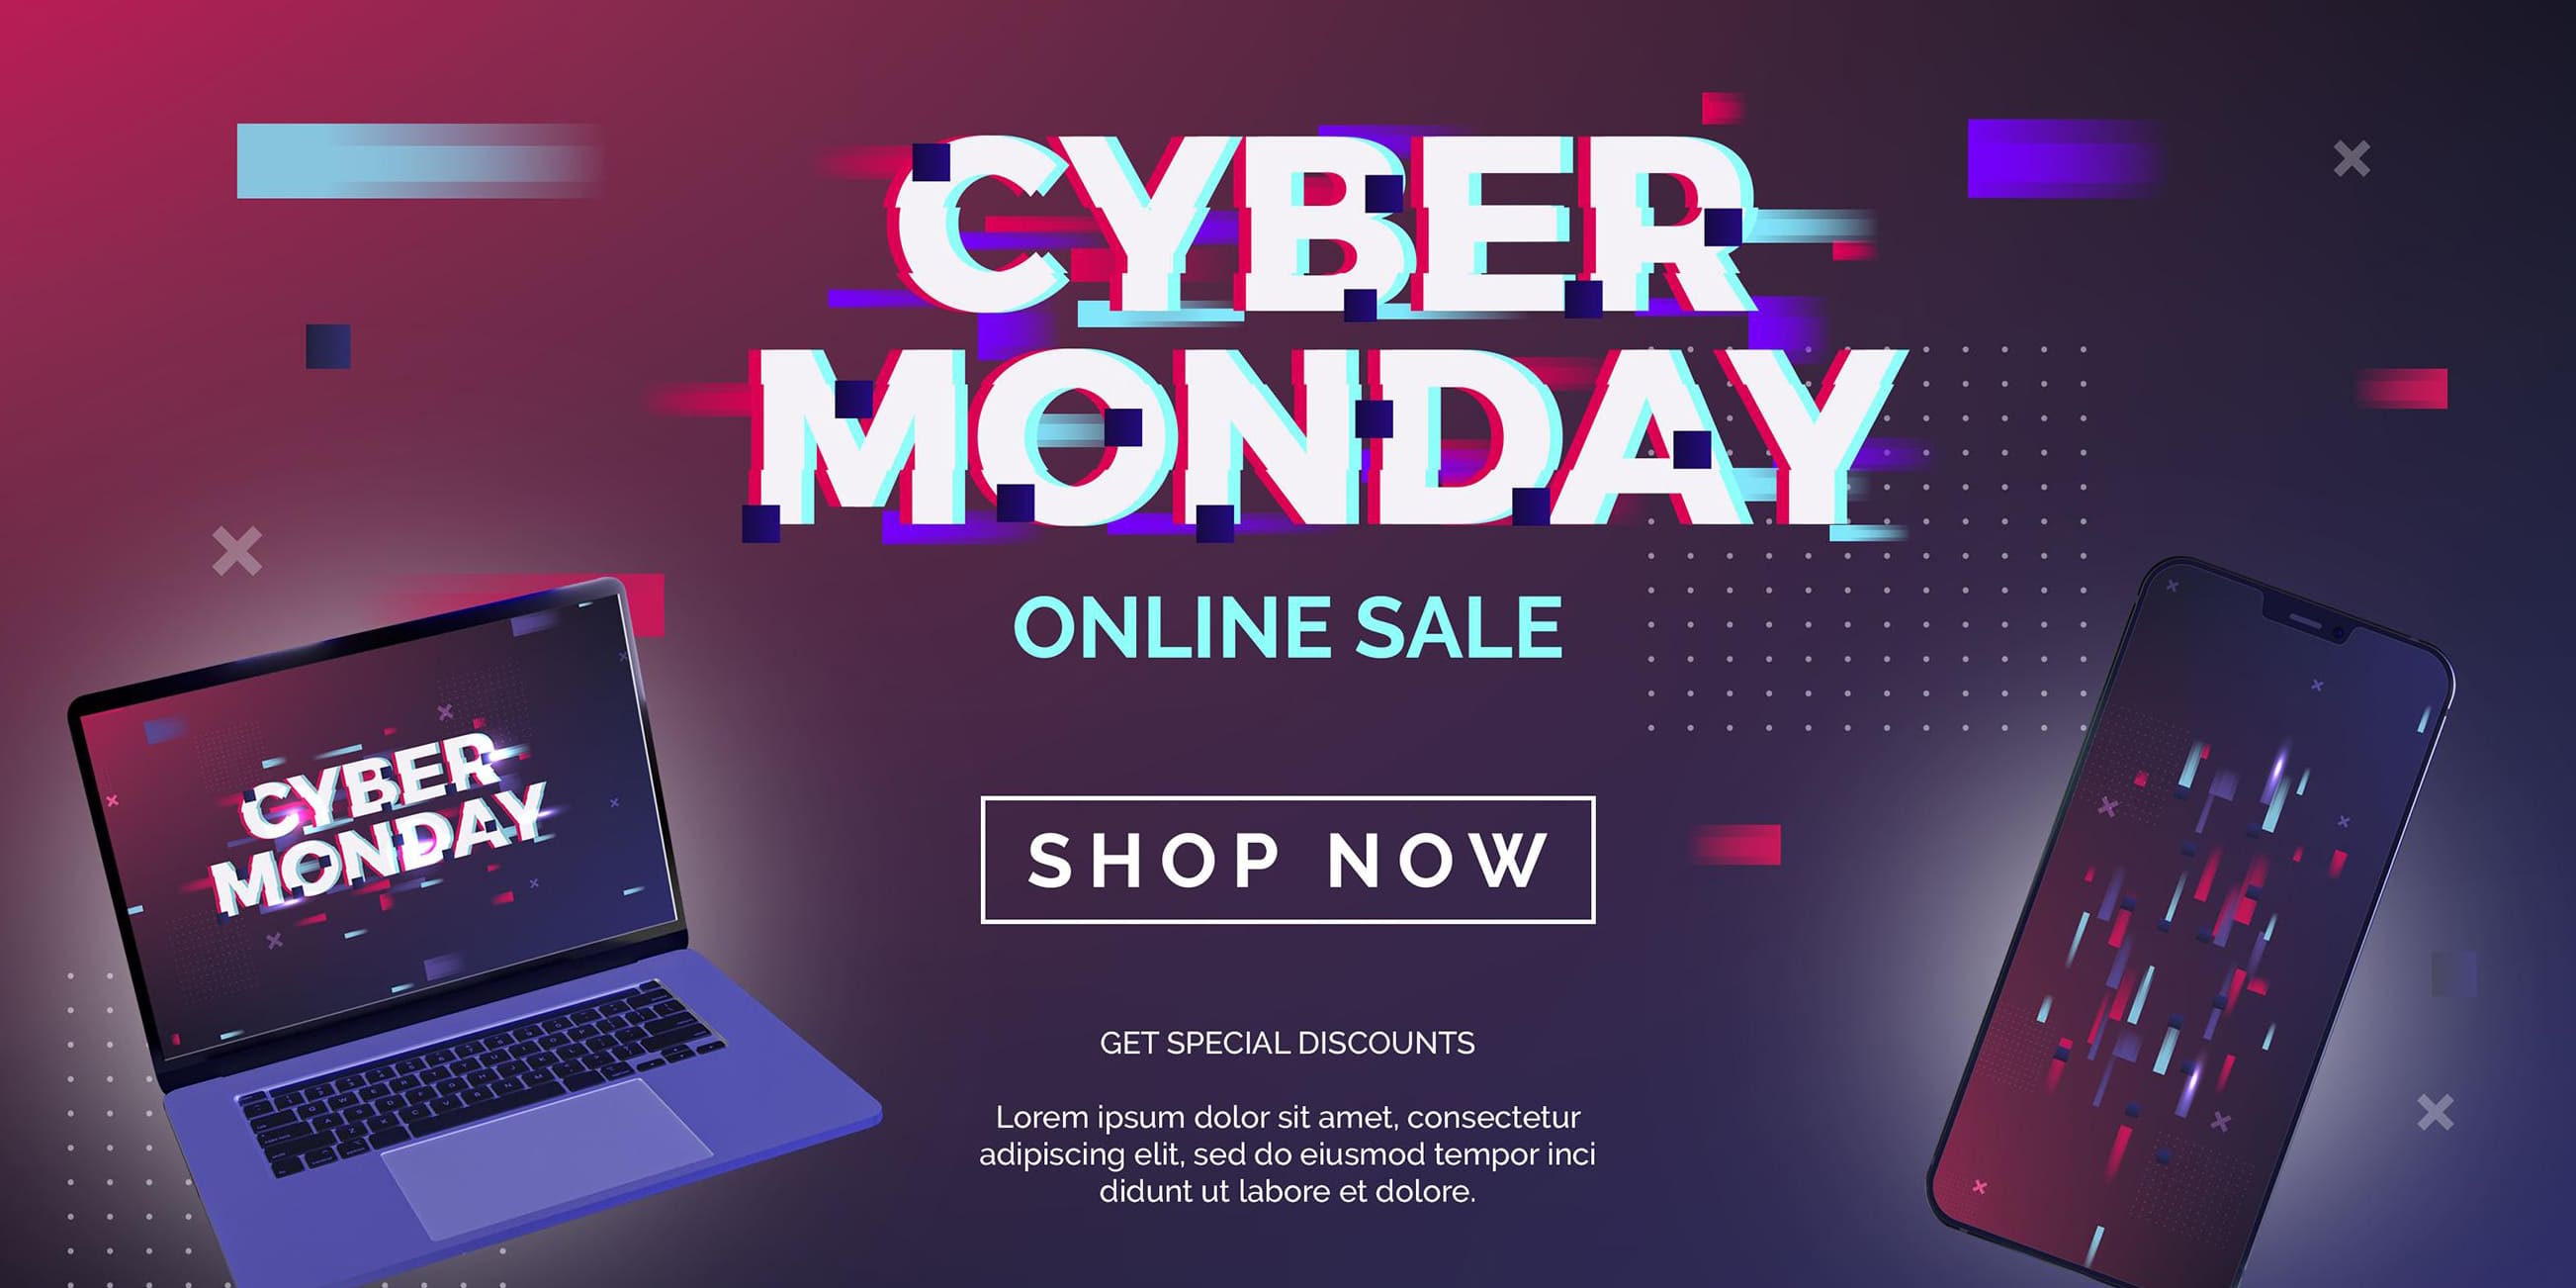 CYBER
MONDAY
ONLINE SALE
SHOP NOW
GET SPECIAL DISCOUNTS
Lorem ipsum dolor sit amet, consectetur
adipiscing elit, sed do eiusmod tempor inci
didunt ut labore et dolore.
CYBER
MONDAY